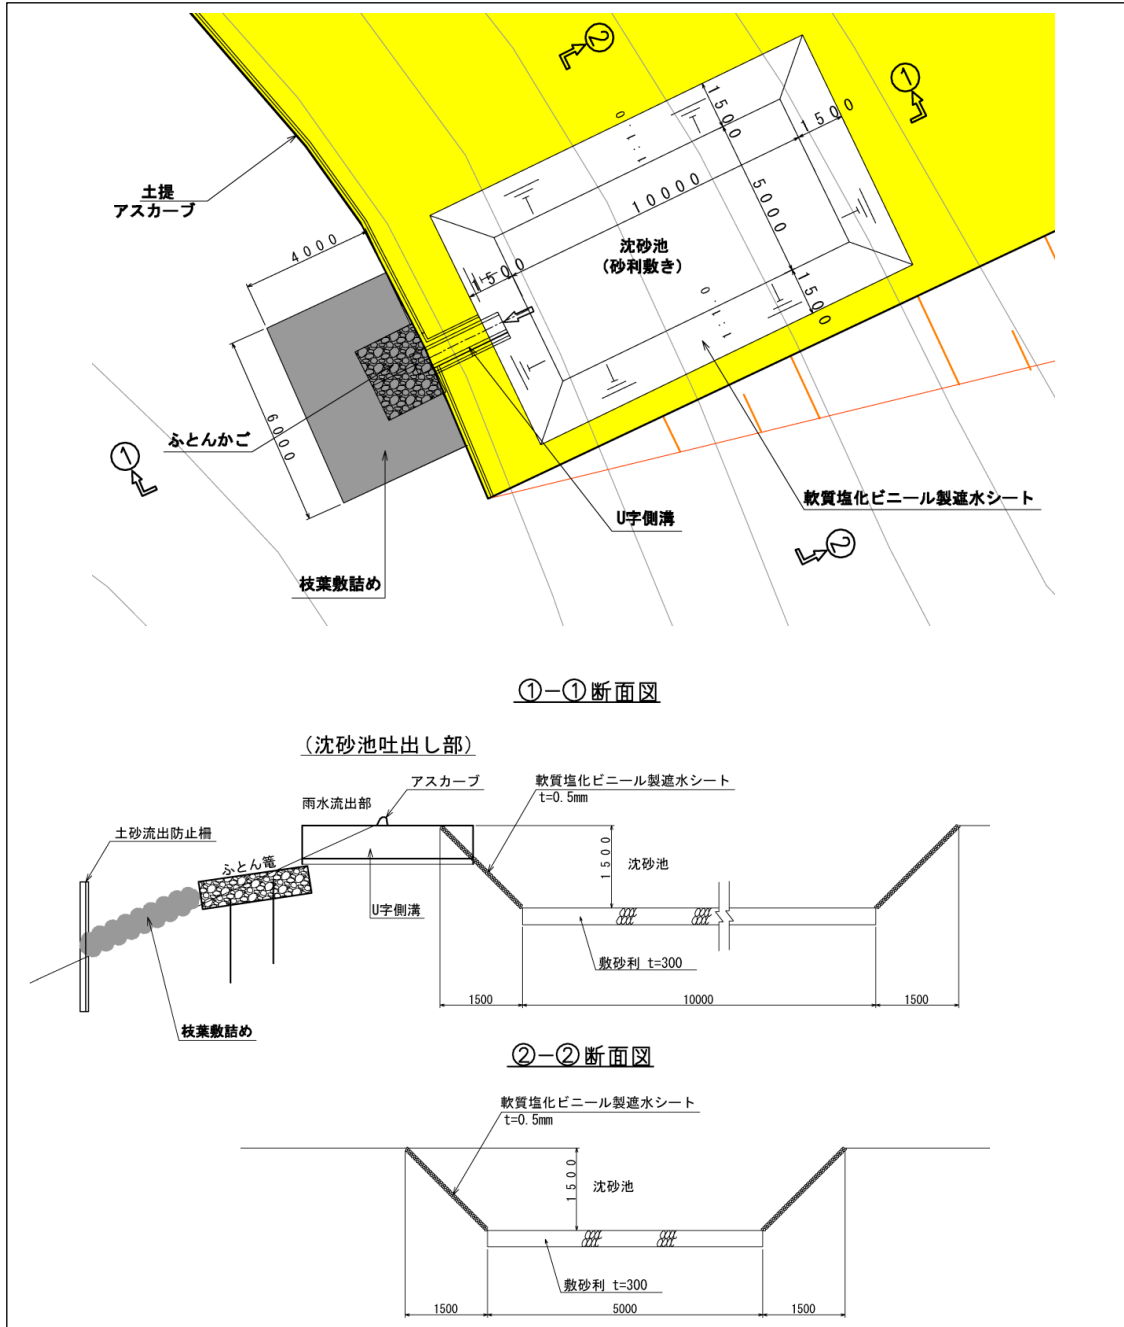 ②
①
1500
1500
0
:
1:
土提
アスカーブ
10000
5000
4000
沈砂池
(砂利敷き)
1500
1500
1:1.0
6000
ふとんかご
①
軟質塩化ビニール製遮水シート
U字側溝
②
枝葉敷詰め
①-①断面図
(沈砂池吐出し部)
アスカーブ
軟質塩化ビニール製遮水シート
t=0.5mm
雨水流出部
土砂流出防止柵
1500
沈砂池
ふとん篭
U字側溝
敷砂利 t=300
1500
10000
1500
枝葉敷詰め
②-②断面図
軟質塩化ビニール製遮水シート
t=0.5mm
1500
沈砂池
敷砂利 t=300
1500
5000
1500